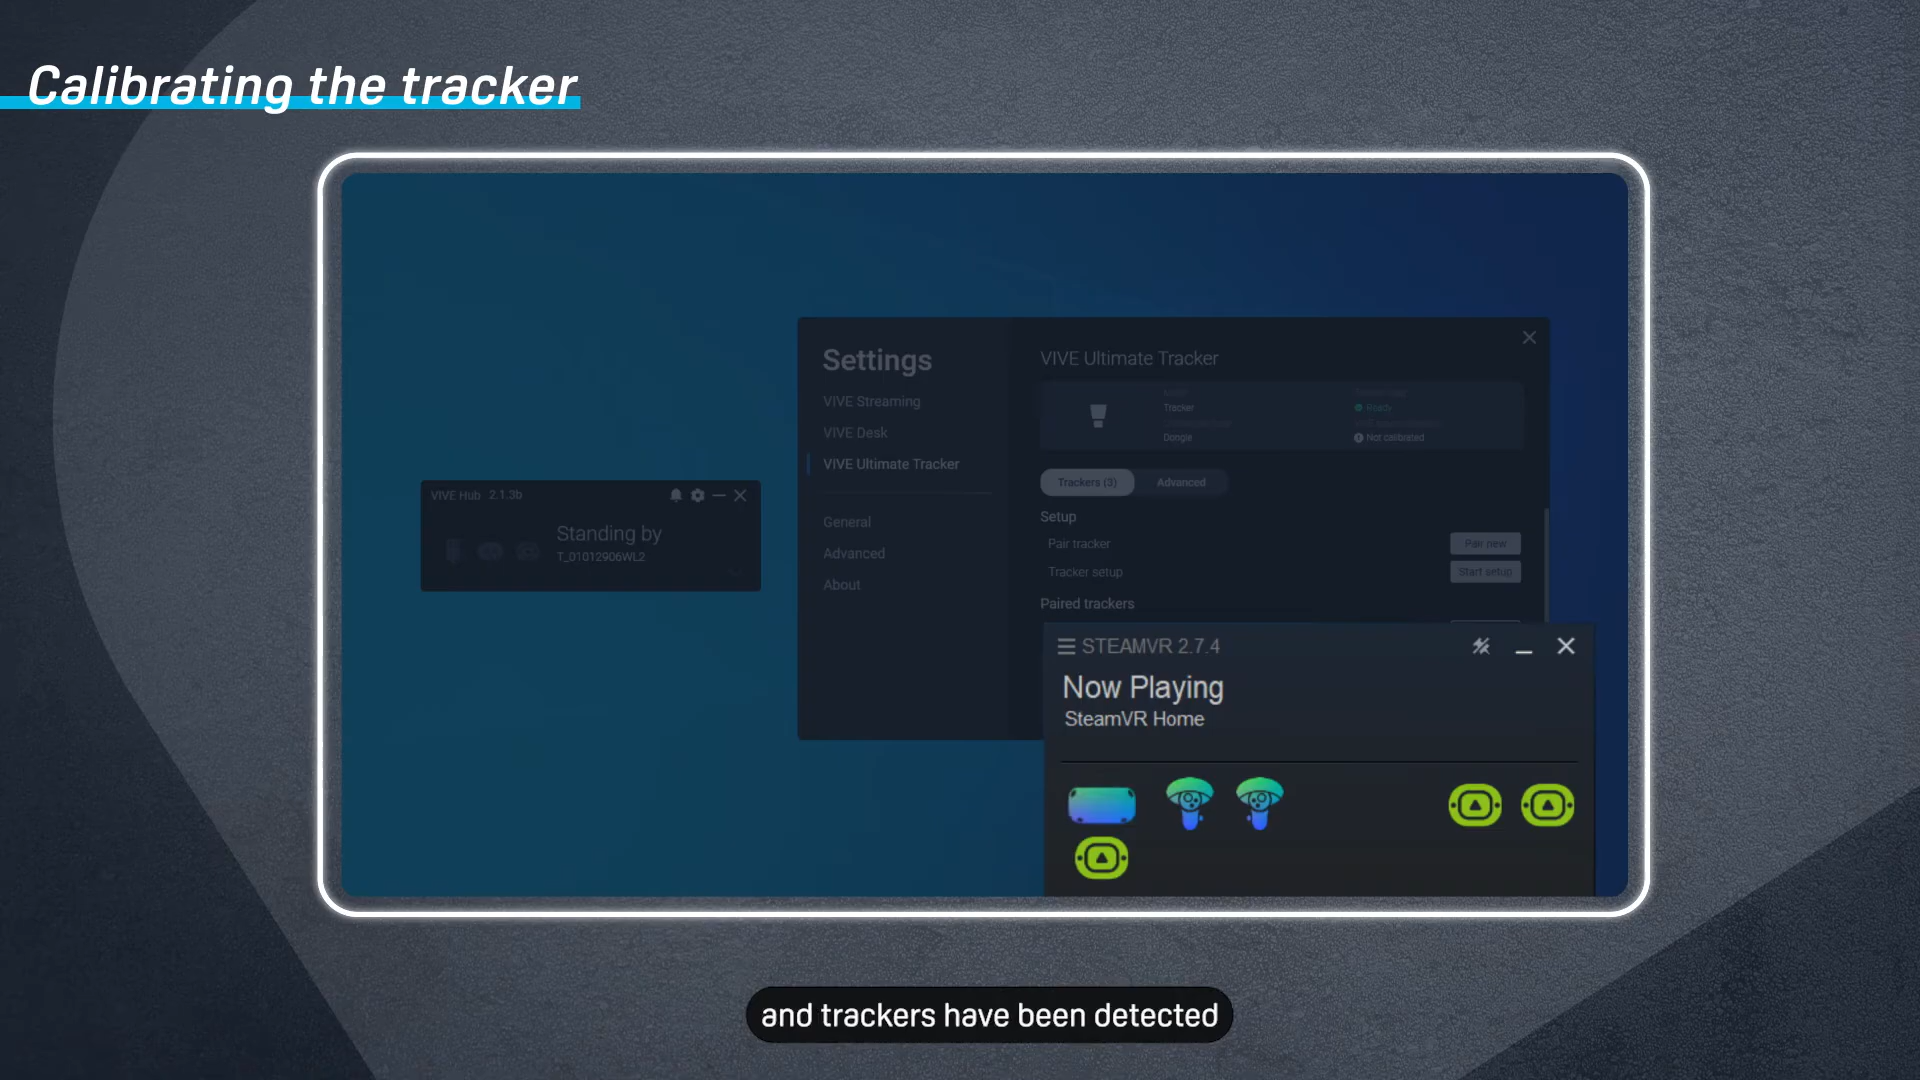 Calibrating the tracker
Settings
VIVE Streaming
VIVE Desk
VIVE Ultimate Tracker
General
Advanced
About
VIVE Ultimate Tracker
Tracker
Ready
Dongle
Not calibrated
Trackers (3)
Advanced
Setup
Pair tracker
Pair new
Tracker setup
Start setup
Paired trackers
VIVE Hub 2.1.3b
Standing by
T_01012906WL2
STEAMVR 2.7.4
Now Playing
SteamVR Home
and trackers have been detected